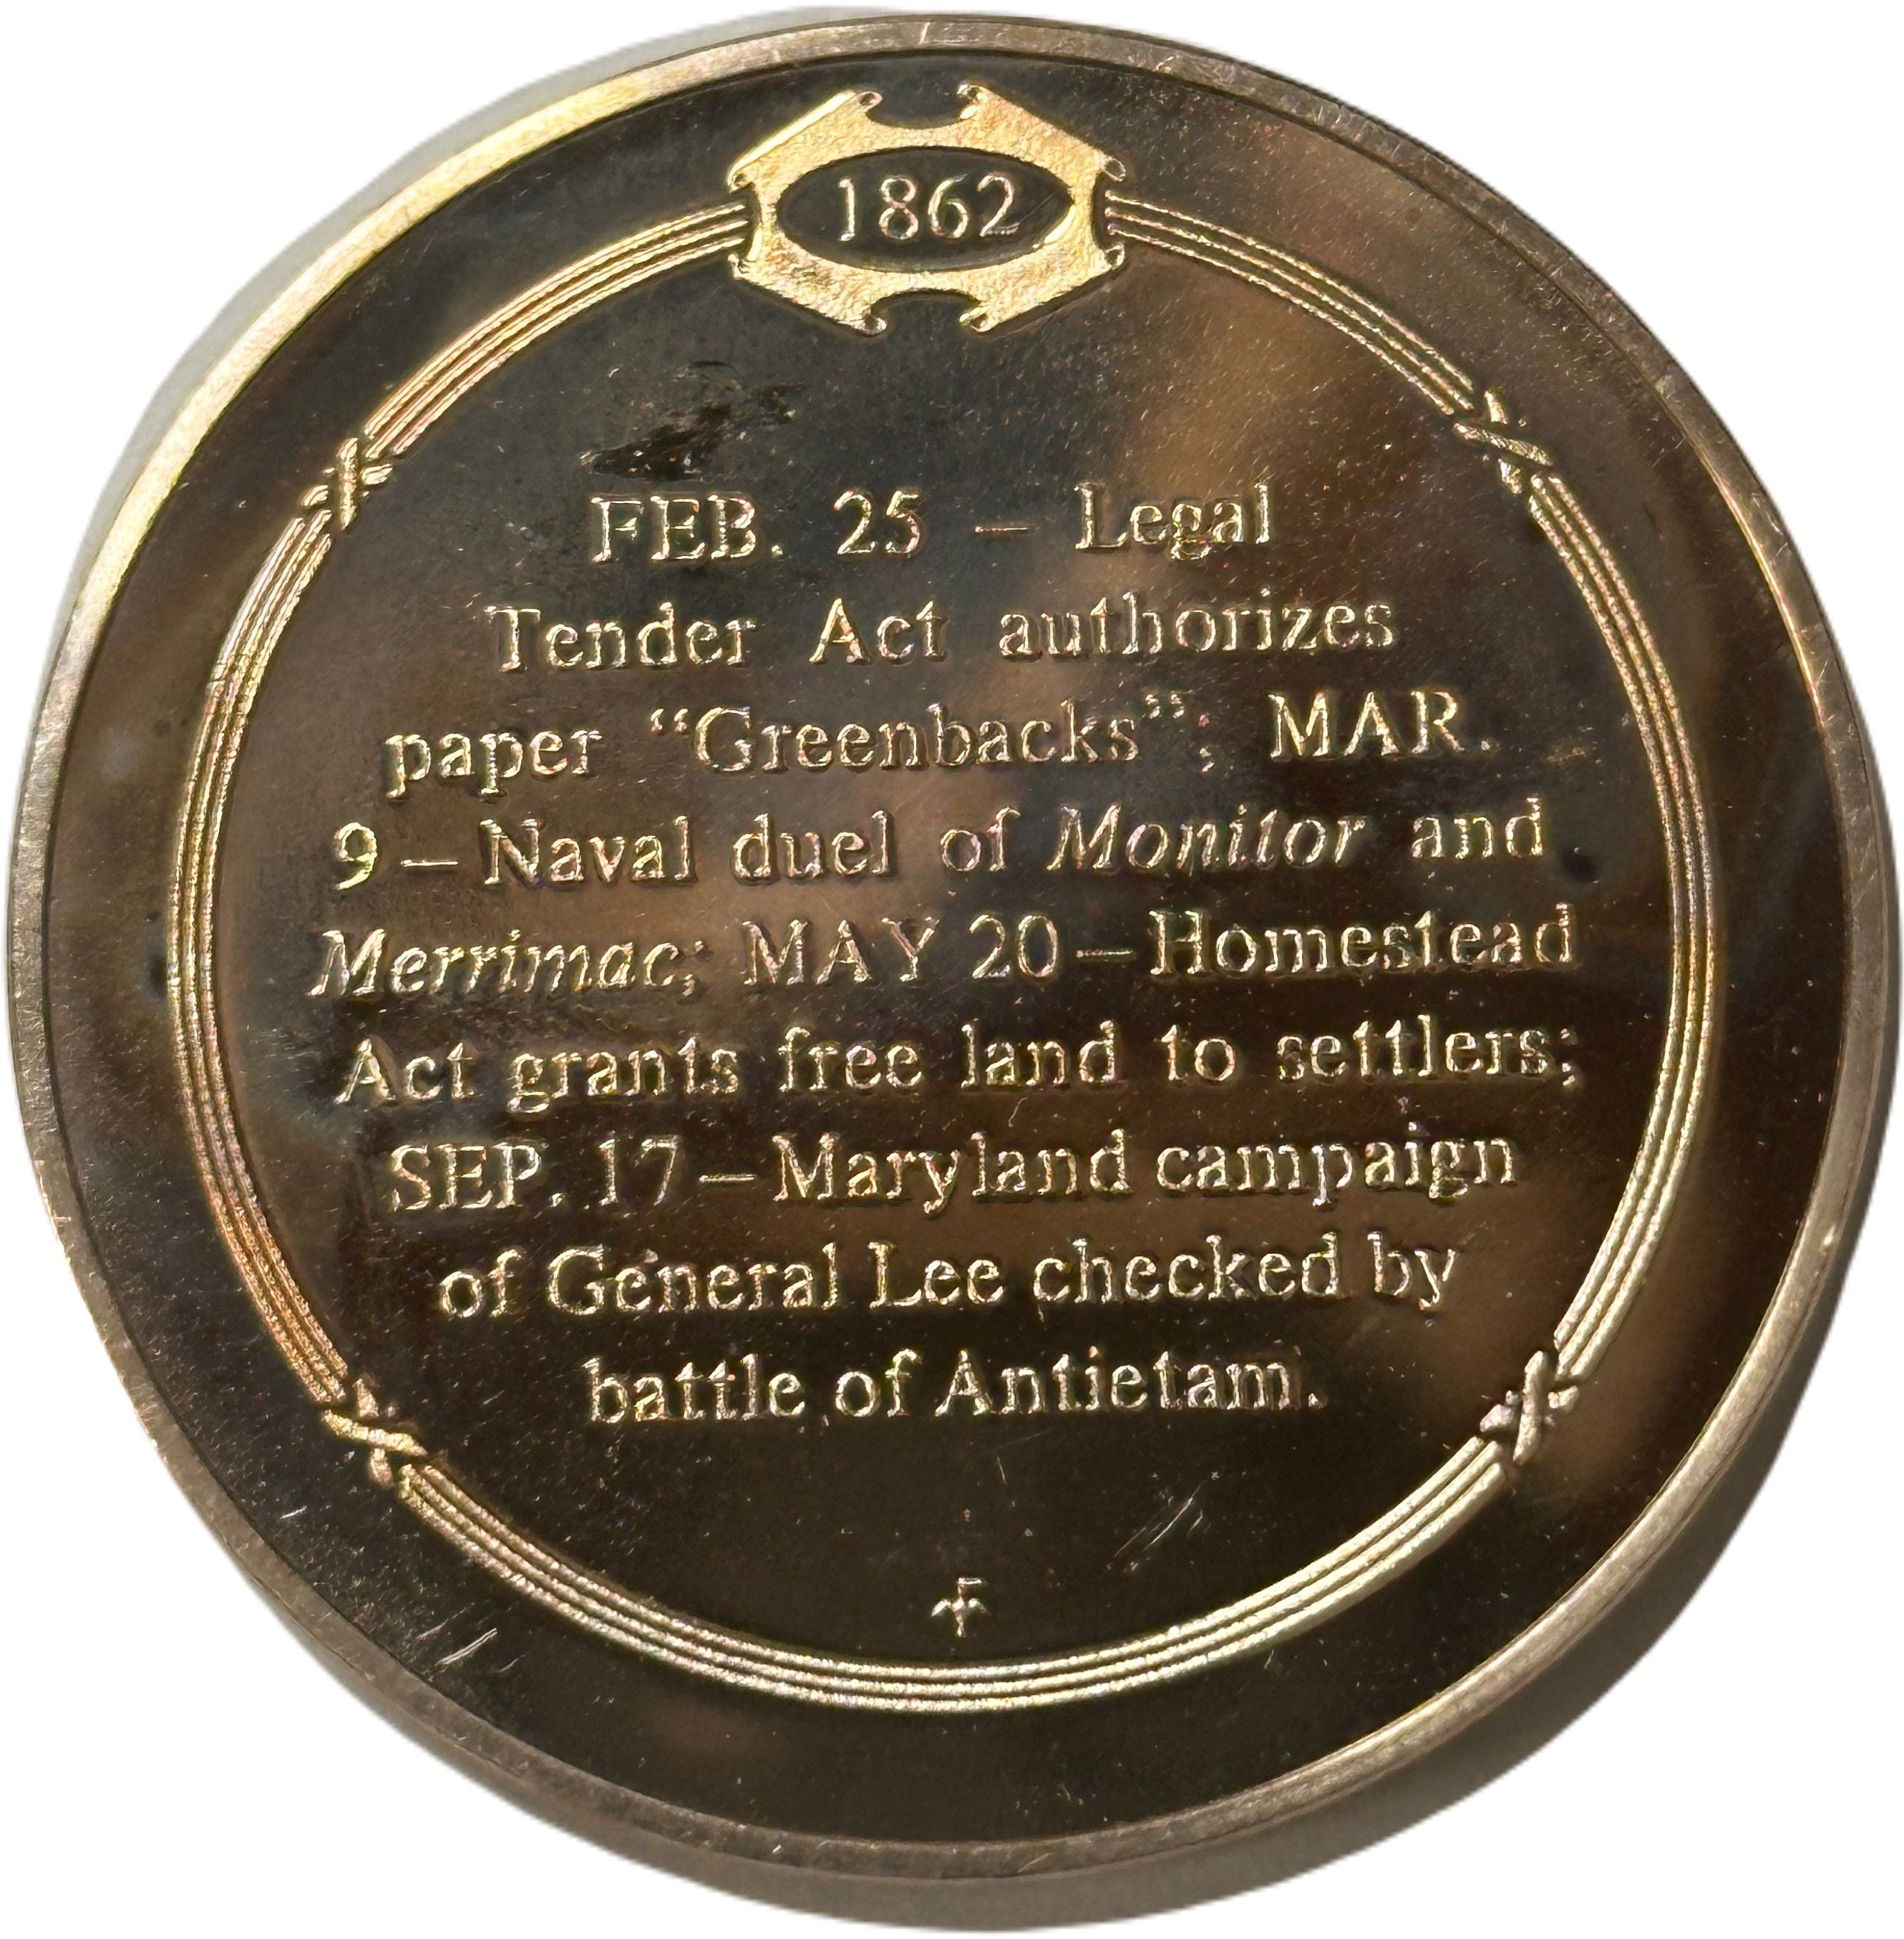 1862
FEB. 25 – Legal
Tender Act authorizes
paper “Greenbacks”; MAR.
9 – Naval duel of Monitor and
Merrimac; MAY 20 – Homestead
Act grants free land to settlers;
SEP. 17 – Maryland campaign
of General Lee checked by
battle of Antietam.